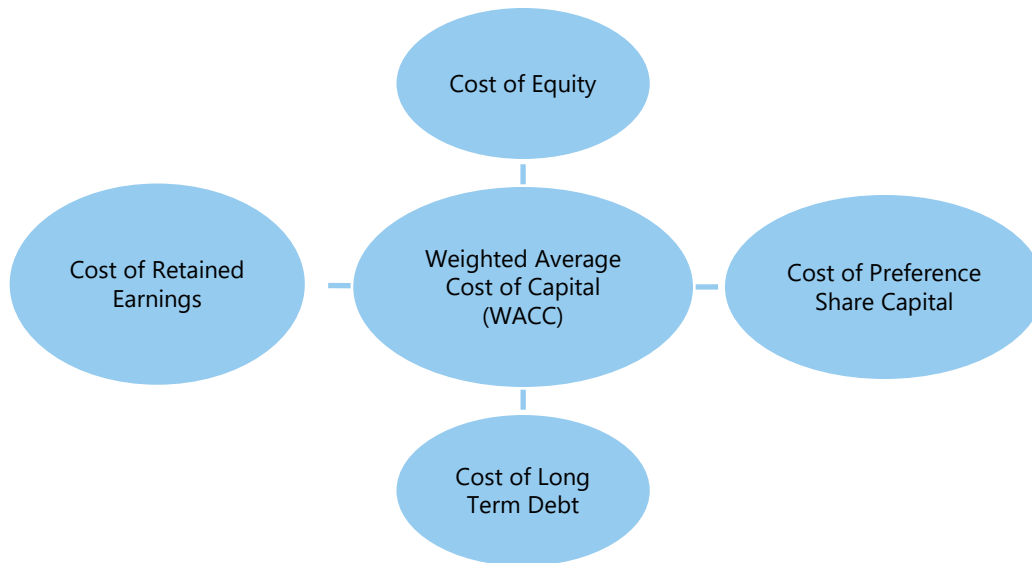 Cost of Equity
Cost of Retained
Earnings
Weighted Average
Cost of Capital
(WACC)
Cost of Preference
Share Capital
Cost of Long
Term Debt